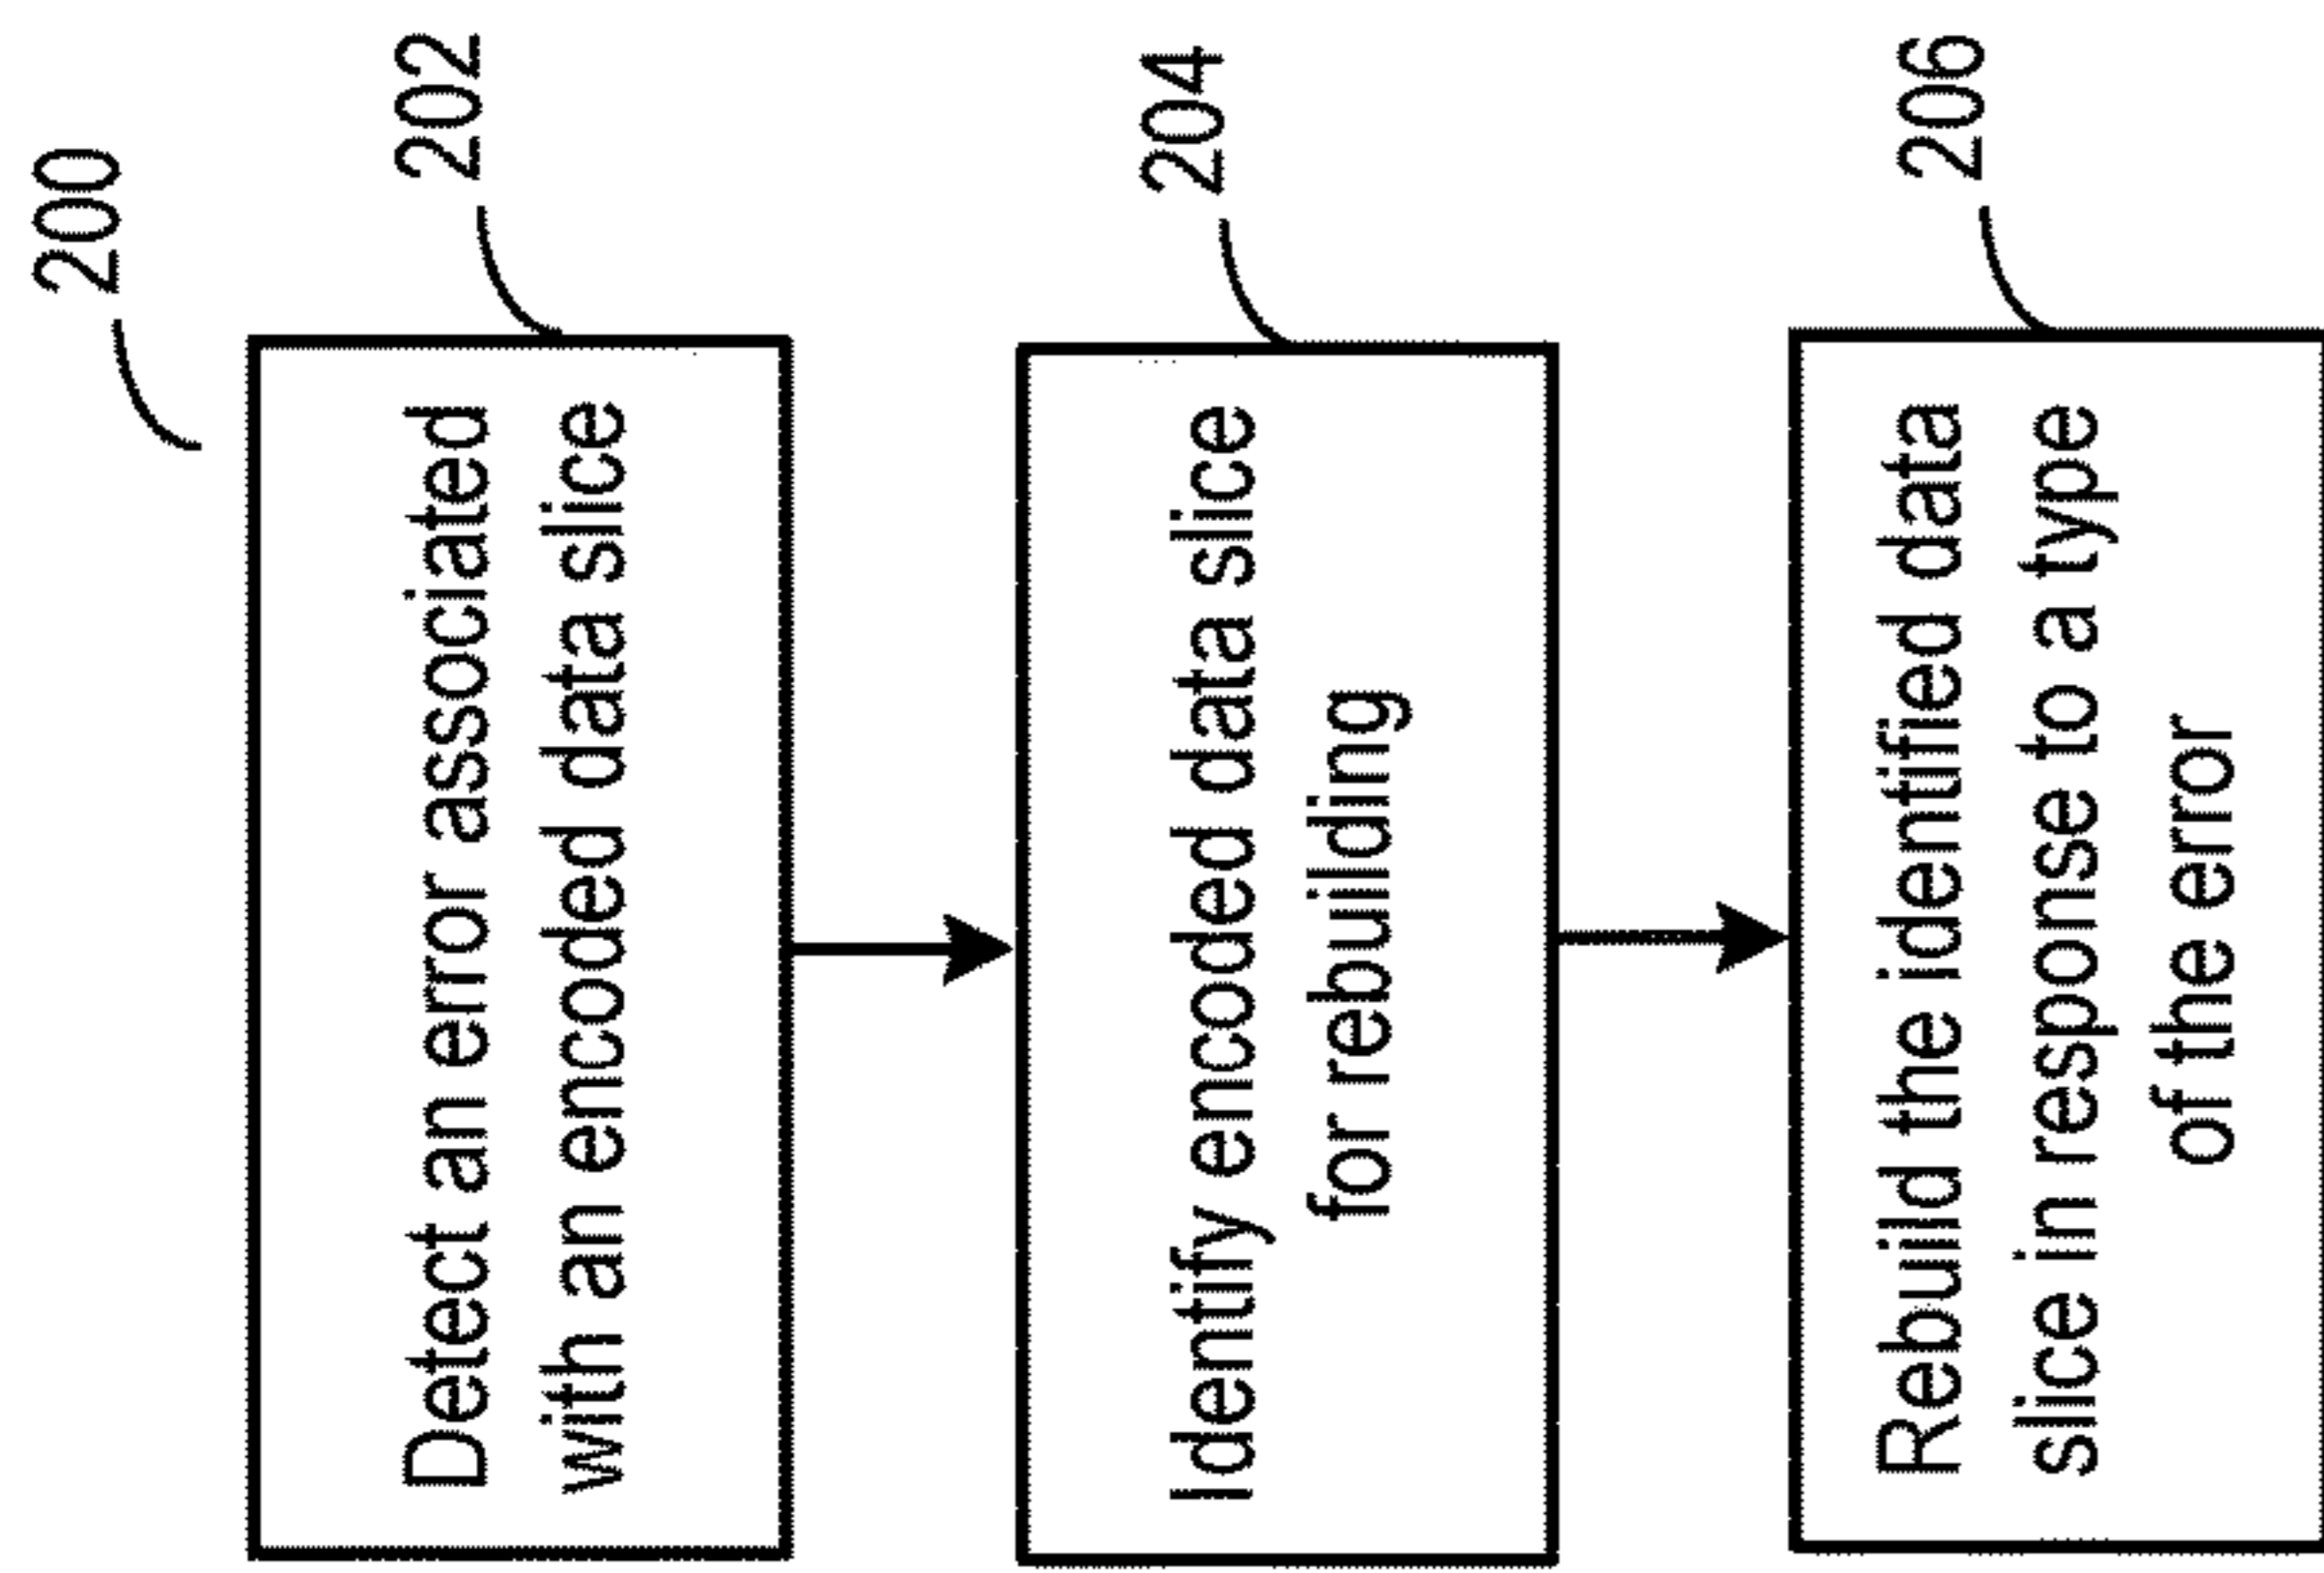 200
202
Detect an error associated
with an encoded data slice
204
Identify encoded data slice
for rebuilding
206
Rebuild the identified data
slice in response to a type
of the error